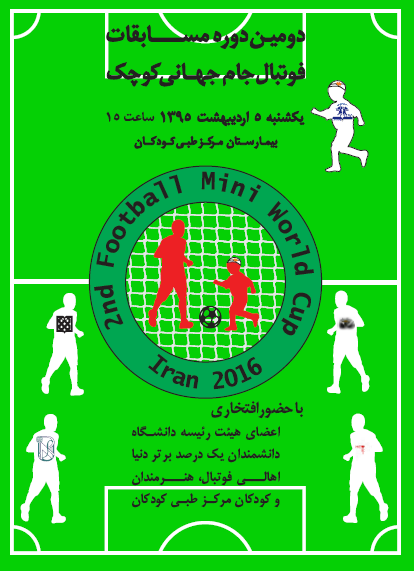 دومین دوره مسابقات
فوتبال جام جهانی کوچک
یکشنبه ۵ اردیبهشت ۱۳۹۵ ساعت ۱۵
بیمارستان مرکز طبی کودکان
2nd Football Mini World Cup
Iran 2016
با حضور افتخاری
اعضای هیئت رئیسه دانشگاه
دانشمندان یک درصد برتر دنیا
اهالی فوتبال، هنرمندان
و کودکان مرکز طبی کودکان